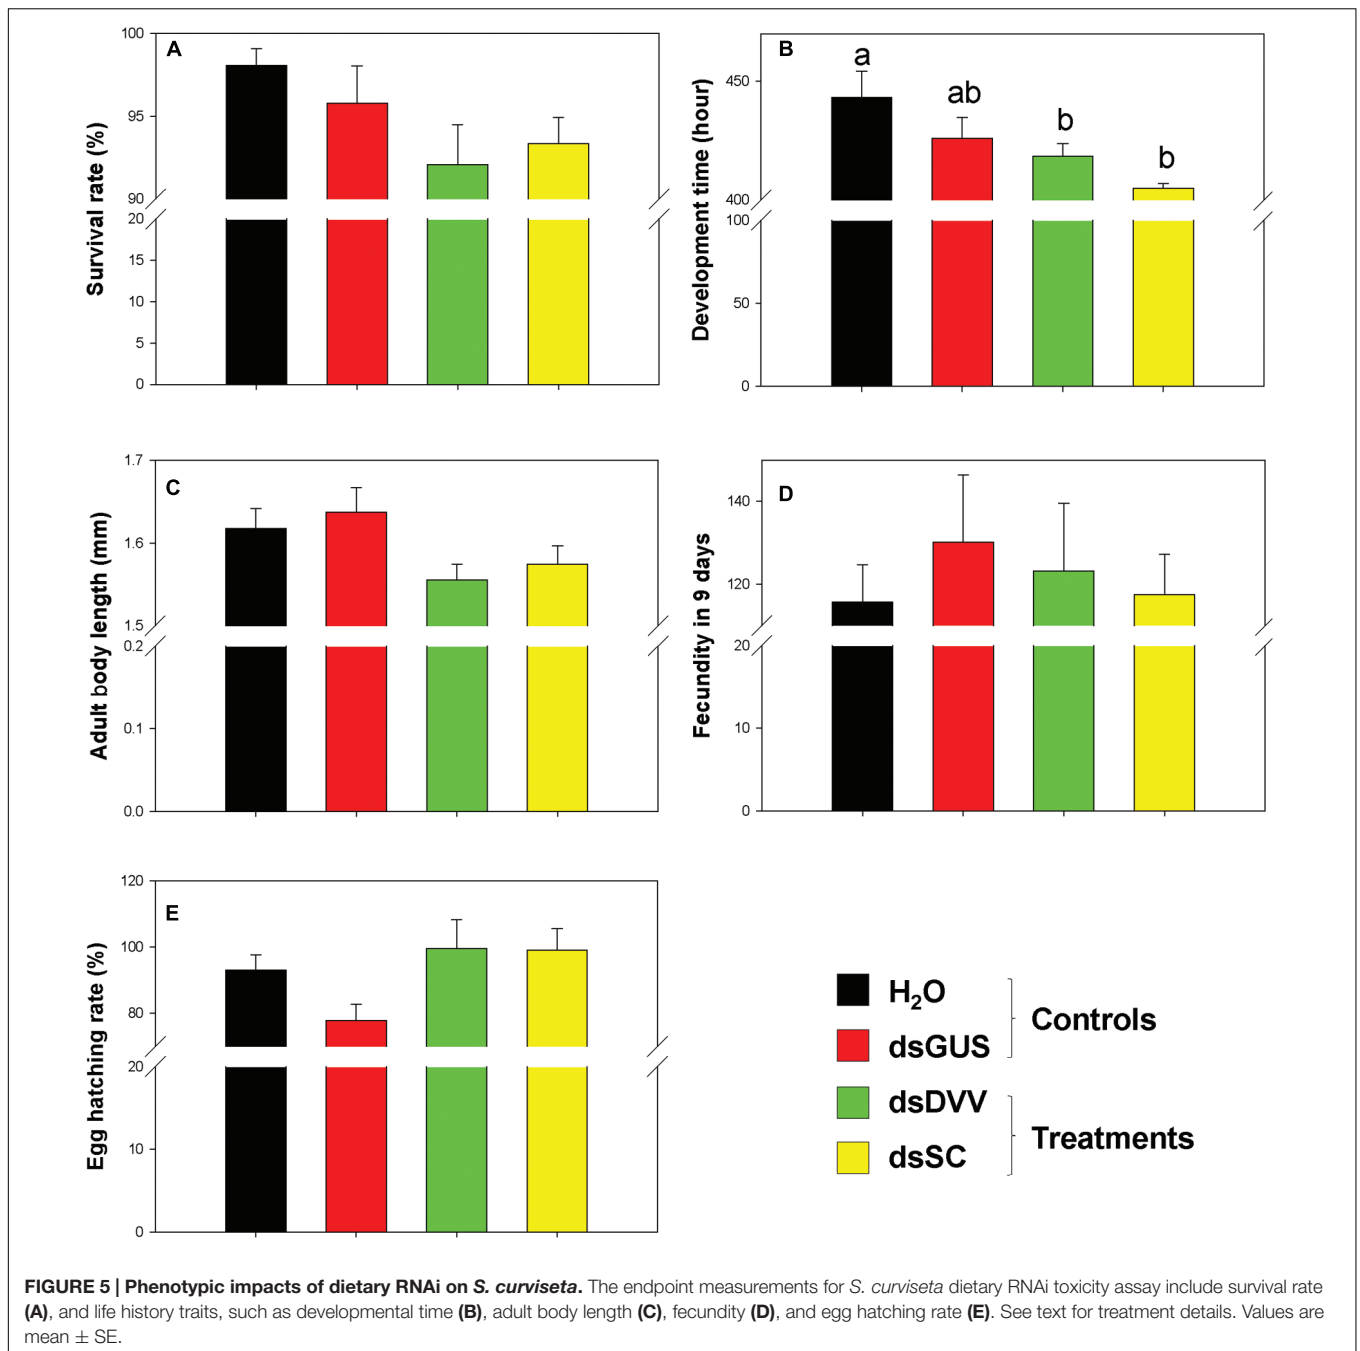 A
Survival rate (%)
100
95
90
20
15
10
5
0
B
Development time (hour)
450
400
100
50
0
a
ab
b
b
C
Adult body length (mm)
1.7
1.6
1.5
0.2
0.1
0.0
D
Fecundity in 9 days
140
120
20
10
0
E
Egg hatching rate (%)
120
100
80
20
10
0
H2O
dsGUS
Controls
dsDVV
dsSC
Treatments
FIGURE 5 | Phenotypic impacts of dietary RNAi on S. curviseta. The endpoint measurements for S. curviseta dietary RNAi toxicity assay include survival rate
(A), and life history traits, such as developmental time (B), adult body length (C), fecundity (D), and egg hatching rate (E). See text for treatment details. Values are
mean ± SE.